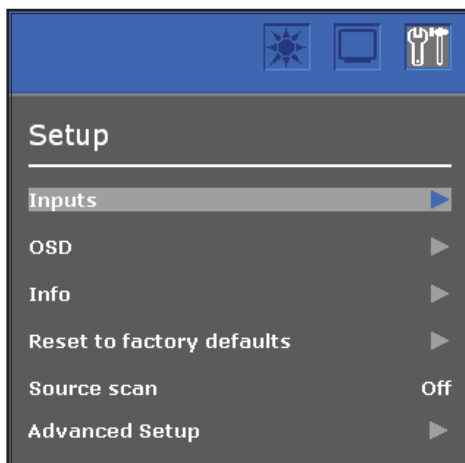 Setup
Inputs
OSD
Info
Reset to factory defaults
Source scan Off
Advanced Setup